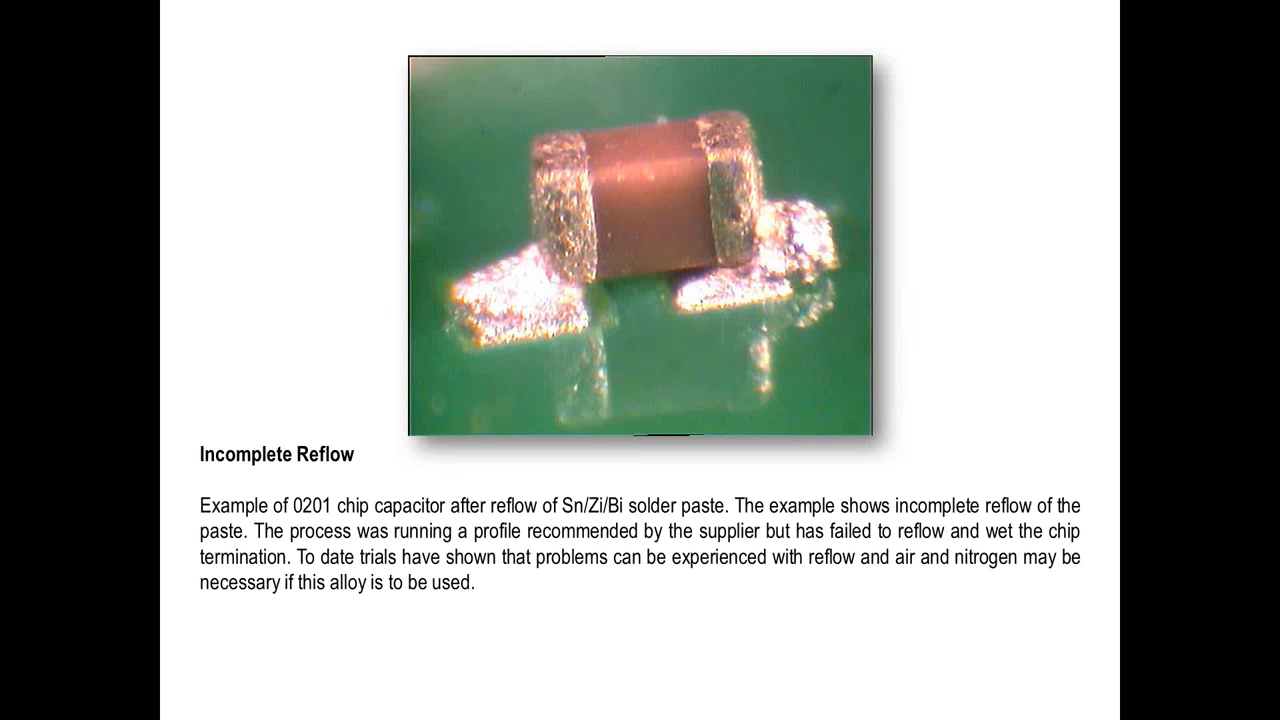 Incomplete Reflow
Example of 0201 chip capacitor after reflow of Sn/Zi/Bi solder paste. The example shows incomplete reflow of the
paste. The process was running a profile recommended by the supplier but has failed to reflow and wet the chip
termination. To date trials have shown that problems can be experienced with reflow and air and nitrogen may be
necessary if this alloy is to be used.